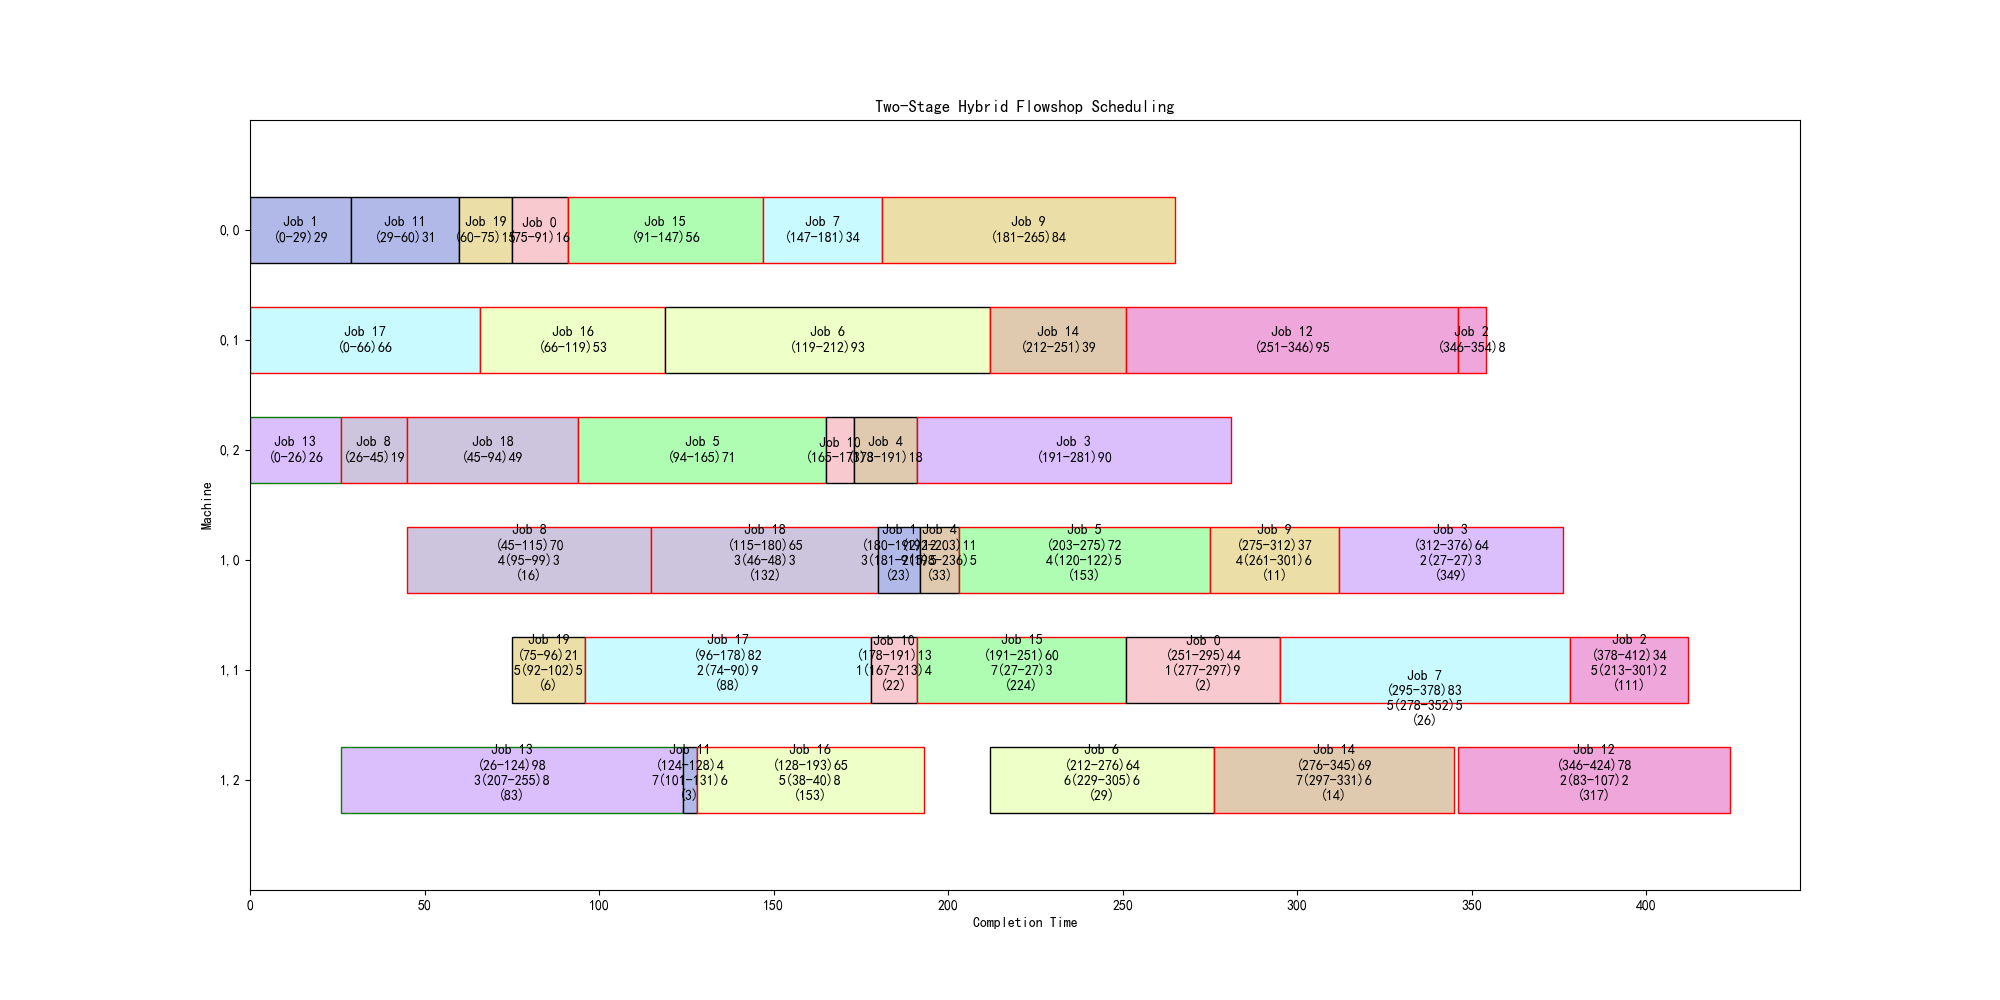 Two-Stage Hybrid Flowshop Scheduling
Machine
0,0
Job 1
(0-29)29
Job 11
(29-60)31
Job 19
(60-75)15
Job 0
(75-91)16
Job 15
(91-147)56
Job 7
(147-181)34
Job 9
(181-265)84
0,1
Job 17
(0-66)66
Job 16
(66-119)53
Job 6
(119-212)93
Job 14
(212-251)39
Job 12
(251-346)95
Job 2
(346-354)8
0,2
Job 13
(0-26)26
Job 8
(26-45)19
Job 18
(45-94)49
Job 5
(94-165)71
Job 10
(165-173)8
Job 4
(173-191)18
Job 3
(191-281)90
1,0
Job 8
(45-115)70
4(95-99)3
(16)
Job 18
(115-180)65
3(46-48)3
(132)
Job 1
(180-192)12
(23)
Job 4
(192-203)11
(33)
Job 5
(203-275)72
4(120-122)5
(153)
Job 9
(275-312)37
4(261-301)6
(11)
Job 3
(312-376)64
2(27-27)3
(349)
1,1
Job 19
(75-96)21
5(92-102)5
(6)
Job 17
(96-178)82
2(74-90)9
(88)
Job 10
(178-191)13
1(167-213)4
(22)
Job 15
(191-251)60
7(27-27)3
(224)
Job 0
(251-295)44
1(277-297)9
(2)
Job 7
(295-378)83
5(278-352)5
(26)
Job 2
(378-412)34
5(213-301)2
(111)
1,2
Job 13
(26-124)98
3(207-255)8
(83)
Job 11
(124-128)4
7(101-131)6
(3)
Job 16
(128-193)65
5(38-40)8
(153)
Job 6
(212-276)64
6(229-305)6
(29)
Job 14
(276-345)69
7(297-331)6
(14)
Job 12
(346-424)78
2(83-107)2
(317)
0
50
100
150
200
250
300
350
400
Completion Time